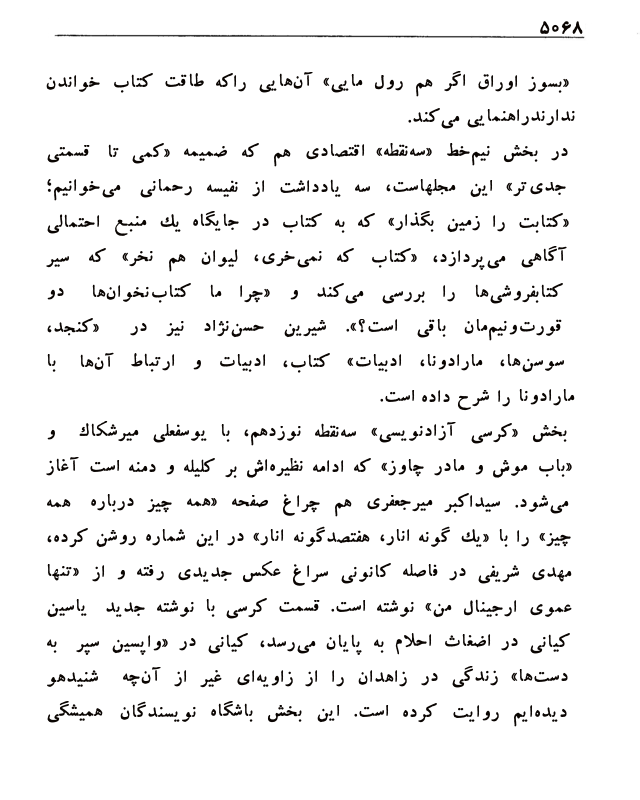 ۵۰۶۸
«بسوز اوراق اگر هم رول مایی» آن‌هایی راکه طاقت کتاب خواندن
ندارندراهنمایی می‌کند.
در بخش نیم‌خط «سه‌نقطه» اقتصادی هم که ضمیمه «کمی تا قسمتی
جدی‌تر» این مجلهاست، سه یادداشت از نفیسه رحمانی می‌خوانیم؛
«کتابت را زمین بگذار» که به کتاب در جایگاه یك منبع احتمالی
آگاهی می‌پردازد، «کتاب که نمی‌خری، لیوان هم نخر» که سیر
کتابفروشی‌ها را بررسی می‌کند و «چرا ما کتاب‌نخوان‌ها دو
قورت‌ونیم‌مان باقی است؟». شیرین حسن‌نژاد نیز در «کنجد،
سوسن‌ها، مارادونا، ادبیات» کتاب، ادبیات و ارتباط آن‌ها با
مارادونا را شرح داده است.
بخش «کرسی آزادنویسی» سه‌نقطه نوزدهم، با یوسفعلی میرشکاك و
«باب موش و مادر چاوز» که ادامه نظیره‌اش بر کلیله و دمنه است آغاز
می‌شود. سیداکبر میرجعفری هم چراغ صفحه «همه چیز درباره همه
چیز» را با «یك گونه انار، هفتصدگونه انار» در این شماره روشن کرده،
مهدی شریفی در فاصله کانونی سراغ عکس جدیدی رفته و از «تنها
عموی ارجینال من» نوشته است. قسمت کرسی با نوشته جدید یاسین
کیانی در اضغاث احلام به پایان می‌رسد، کیانی در «واپسین سپر به
دست‌ها» زندگی در زاهدان را از زاویه‌ای غیر از آن‌چه شنیدهو
دیده‌ایم روایت کرده است. این بخش باشگاه نویسندگان همیشگی